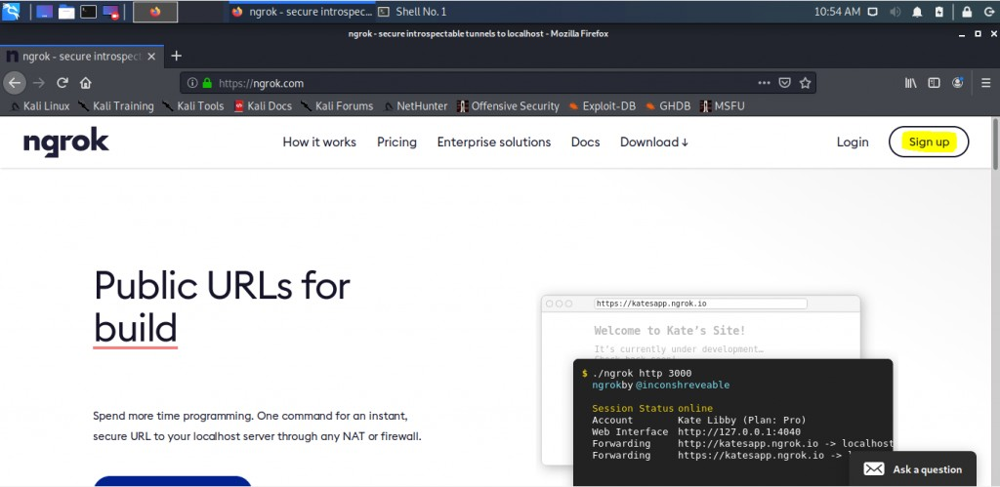 ngrok - secure introspec... Shell No. 1 10:54 AM
ngrok - secure introspectable tunnels to localhost - Mozilla Firefox
ngrok - secure introspect
https://ngrok.com
Kali Linux Kali Training Kali Tools Kali Docs Kali Forums NetHunter Offensive Security Exploit-DB GHDB MSFU
ngrok How it works Pricing Enterprise solutions Docs Download ↓ Login Sign up
Public URLs for
build
Spend more time programming. One command for an instant,
secure URL to your localhost server through any NAT or firewall.
https://katesapp.ngrok.io
Welcome to Kate's Site!
It's currently under development…
$ ./ngrok http 3000
ngrok by @inconshreveable
Session Status online
Account Kate Libby (Plan: Pro)
Web Interface http://127.0.0.1:4040
Forwarding http://katesapp.ngrok.io -> localhost
Forwarding https://katesapp.ngrok.io ->
Ask a question